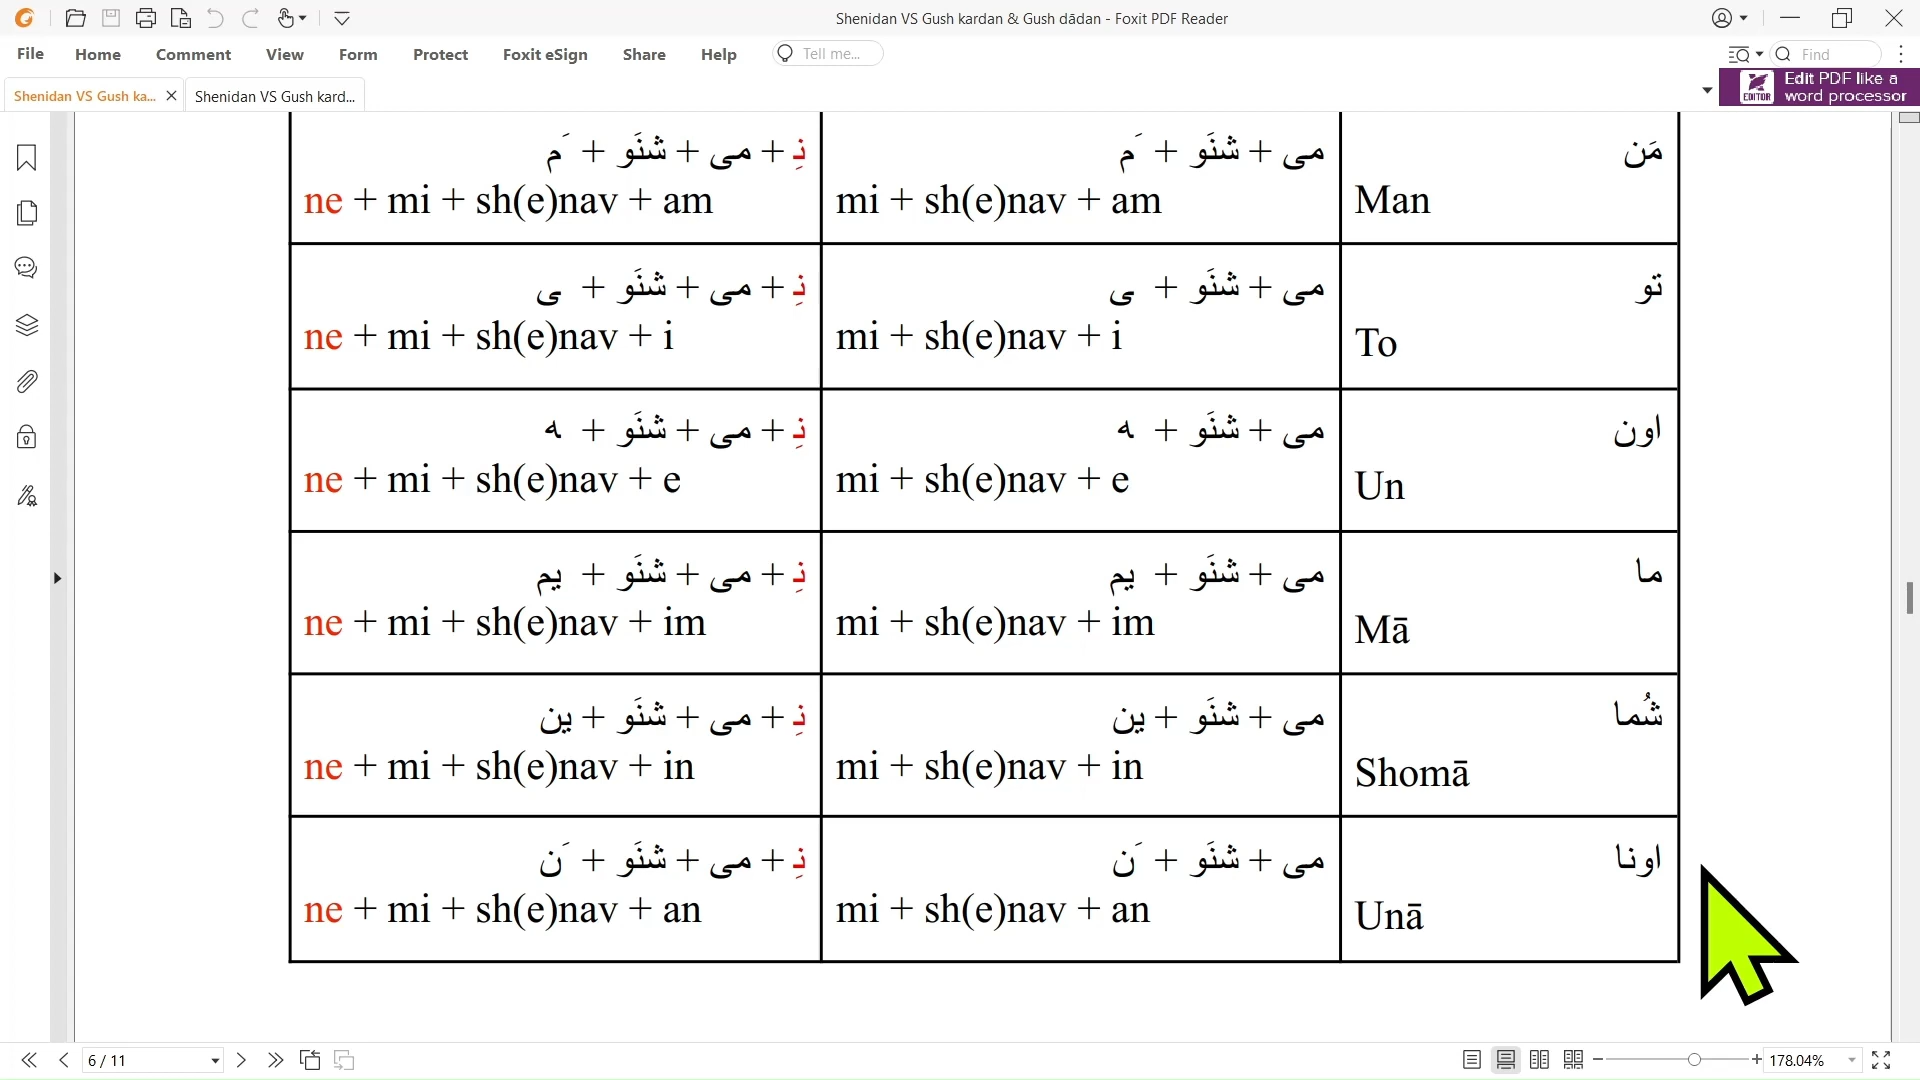 Shenidan VS Gush kardan & Gush dādan - Foxit PDF Reader
File Home Comment View Form Protect Foxit eSign Share Help Tell me... Find
Shenidan VS Gush ka... Shenidan VS Gush kard...
EDITOR Edit PDF like a
word processor
مَن
می + شنَو + َم
نِ + می + شنَو + َم
ne + mi + sh(e)nav + am
mi + sh(e)nav + am
Man
تو
می + شنَو + ی
نِ + می + شنَو + ی
ne + mi + sh(e)nav + i
mi + sh(e)nav + i
To
اون
می + شنَو + ه
نِ + می + شنَو + ه
ne + mi + sh(e)nav + e
mi + sh(e)nav + e
Un
ما
می + شنَو + یم
نِ + می + شنَو + یم
ne + mi + sh(e)nav + im
mi + sh(e)nav + im
Mā
شُما
می + شنَو + ین
نِ + می + شنَو + ین
ne + mi + sh(e)nav + in
mi + sh(e)nav + in
Shomā
اونا
می + شنَو + َن
نِ + می + شنَو + َن
ne + mi + sh(e)nav + an
mi + sh(e)nav + an
Unā
6 / 11
178.04%